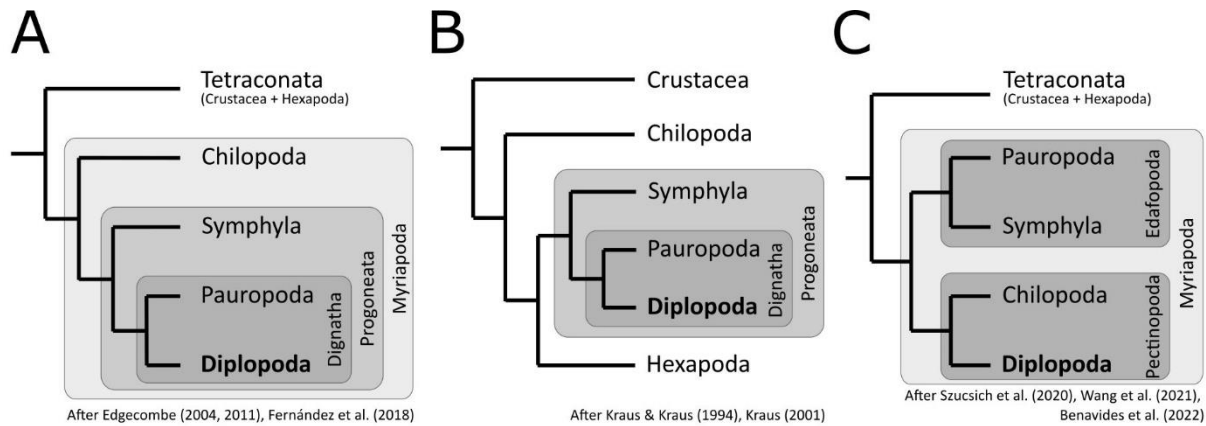 A
Tetraconata
(Crustacea + Hexapoda)
Chilopoda
Symphyla
Pauropoda
Diplopoda
Dignatha
Progoneata
Myriapoda
After Edgecombe (2004, 2011), Fernández et al. (2018)
B
Crustacea
Chilopoda
Symphyla
Pauropoda
Diplopoda
Dignatha
Progoneata
Hexapoda
After Kraus & Kraus (1994), Kraus (2001)
C
Tetraconata
(Crustacea + Hexapoda)
Pauropoda
Symphyla
Edafopoda
Chilopoda
Diplopoda
Pectinopoda
Myriapoda
After Szucsich et al. (2020), Wang et al. (2021),
Benavides et al. (2022)